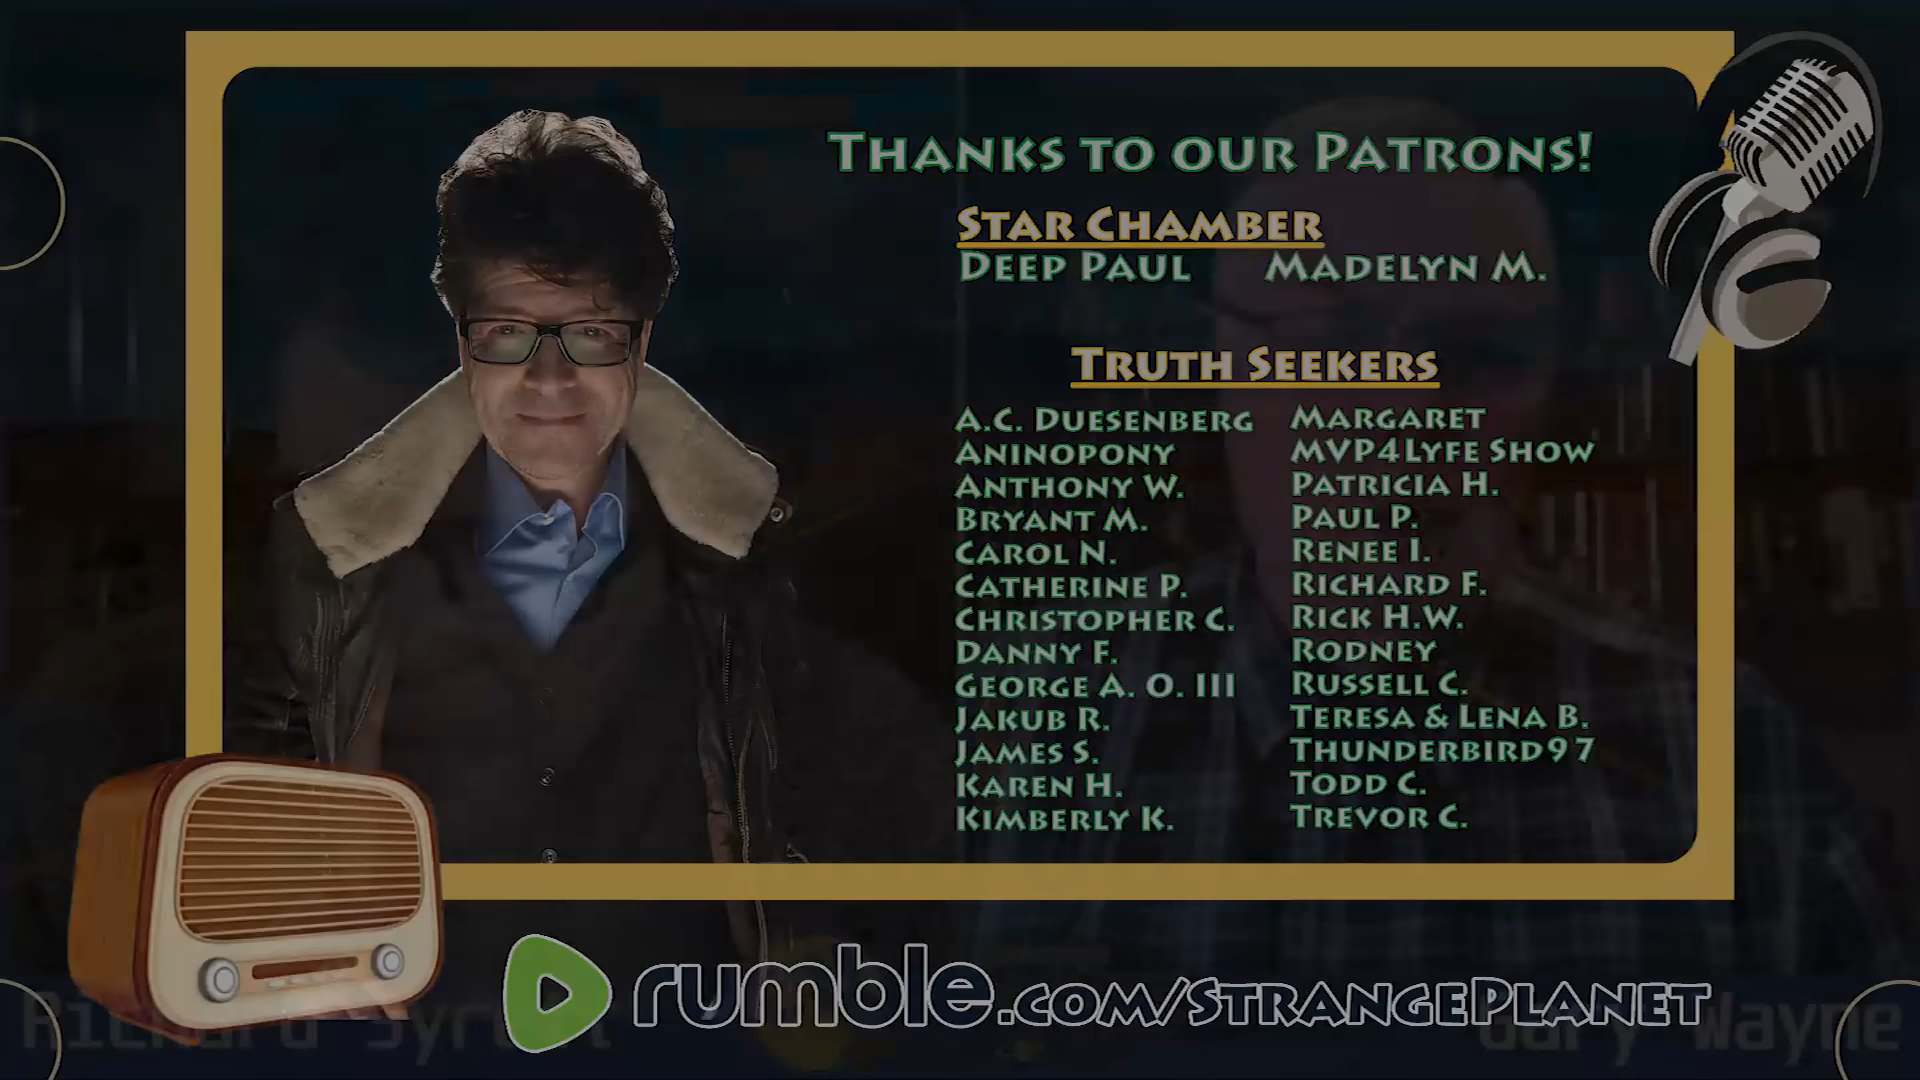 Thanks to our Patrons!
Star Chamber
Deep Paul Madelyn M.
Truth Seekers
A.C. Duesenberg Margaret
Aninopony MVP4Lyfe Show
Anthony W. Patricia H.
Bryant M. Paul P.
Carol N. Renee I.
Catherine P. Richard F.
Christopher C. Rick H.W.
Danny F. Rodney
George A. O. III Russell C.
Jakub R. Teresa & Lena B.
James S. Thunderbird97
Karen H. Todd C.
Kimberly K. Trevor C.
rumble.com/StrangePlanet
Gary Wayne